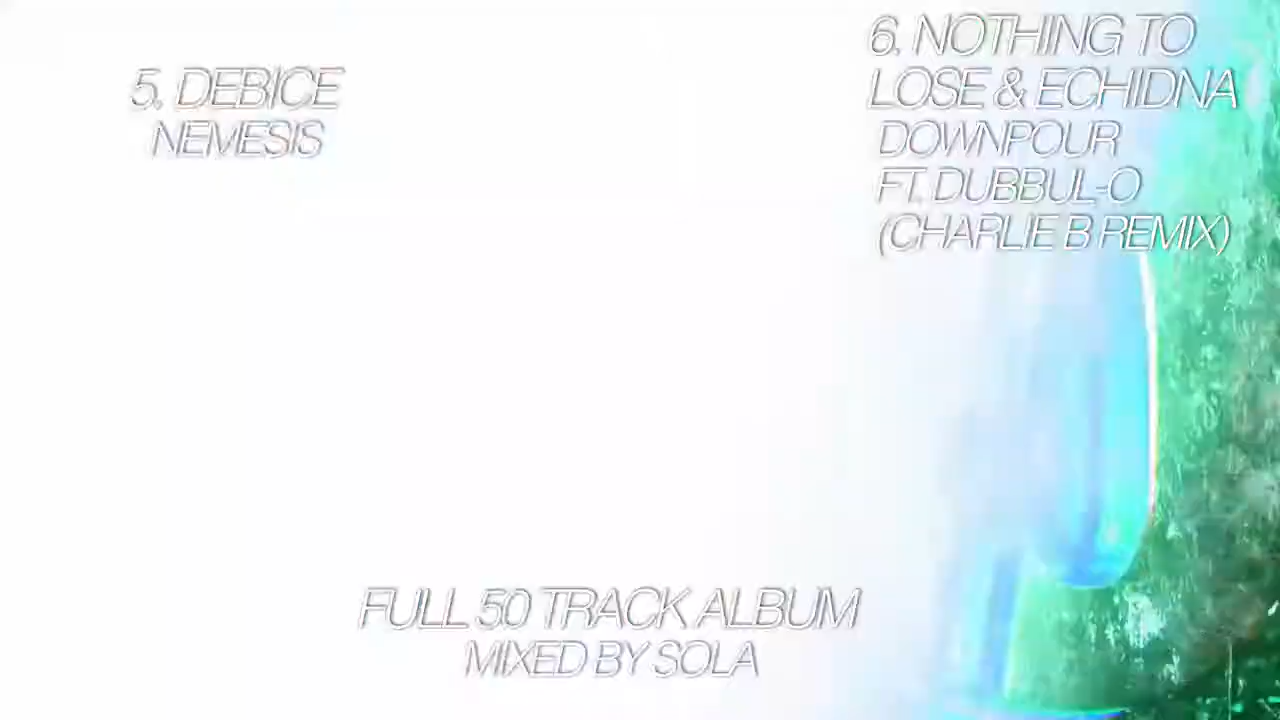 5. DEBICE
NEMESIS
6. NOTHING TO
LOSE & ECHIDNA
DOWNPOUR
FT. DUBBUL-O
(CHARLIE B REMIX)
FULL 50 TRACK ALBUM
MIXED BY SOLA